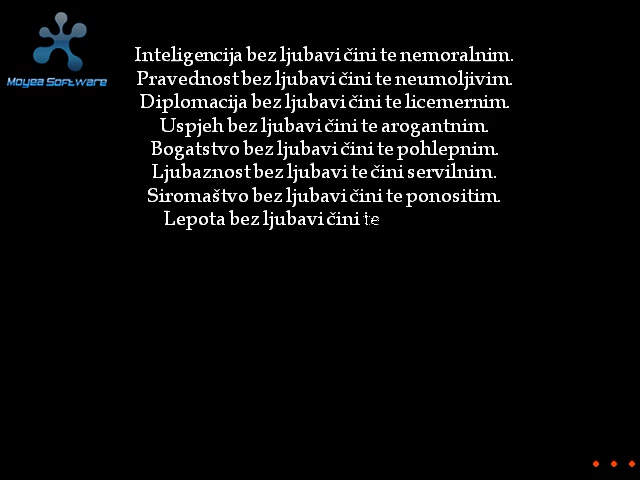 Moyea Software
Inteligencija bez ljubavi čini te nemoralnim.
Pravednost bez ljubavi čini te neumoljivim.
Diplomacija bez ljubavi čini te licemernim.
Uspjeh bez ljubavi čini te arogantnim.
Bogatstvo bez ljubavi čini te pohlepnim.
Ljubaznost bez ljubavi te čini servilnim.
Siromaštvo bez ljubavi čini te ponositim.
Lepota bez ljubavi čini te